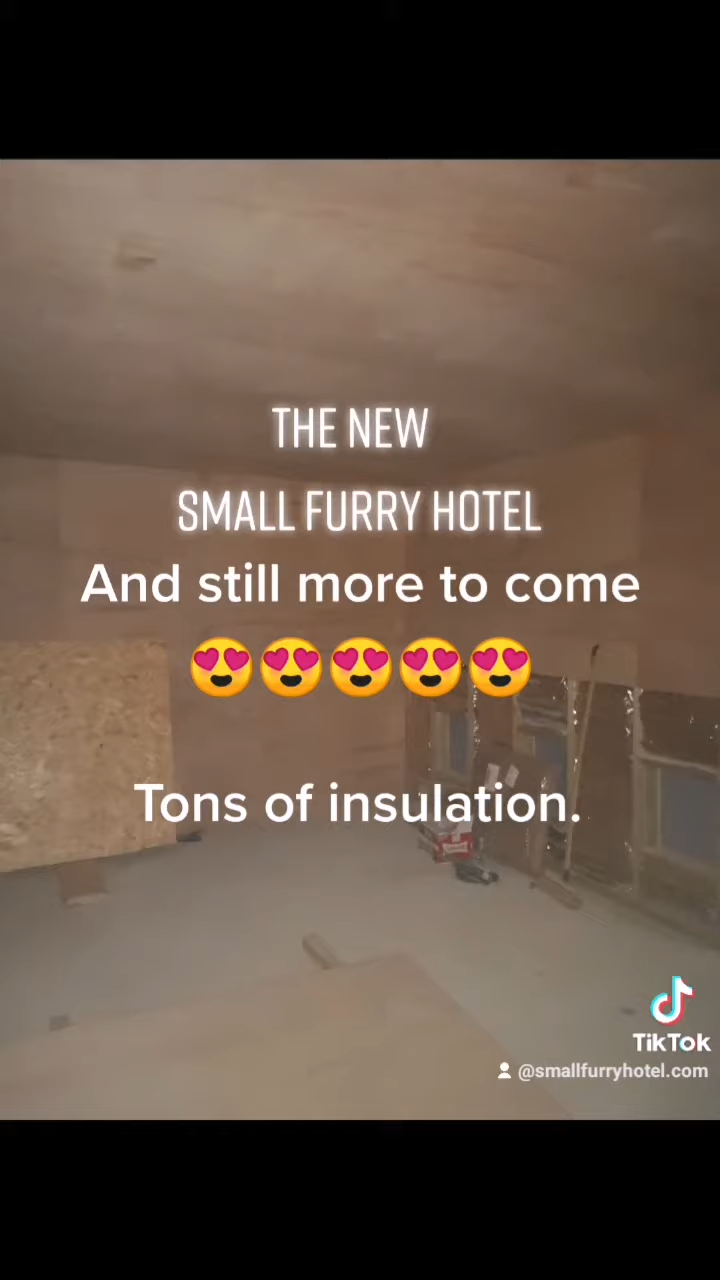 THE NEW
SMALL FURRY HOTEL
And still more to come
😍😍😍😍😍
Tons of insulation.
TikTok
@smallfurryhotel.com